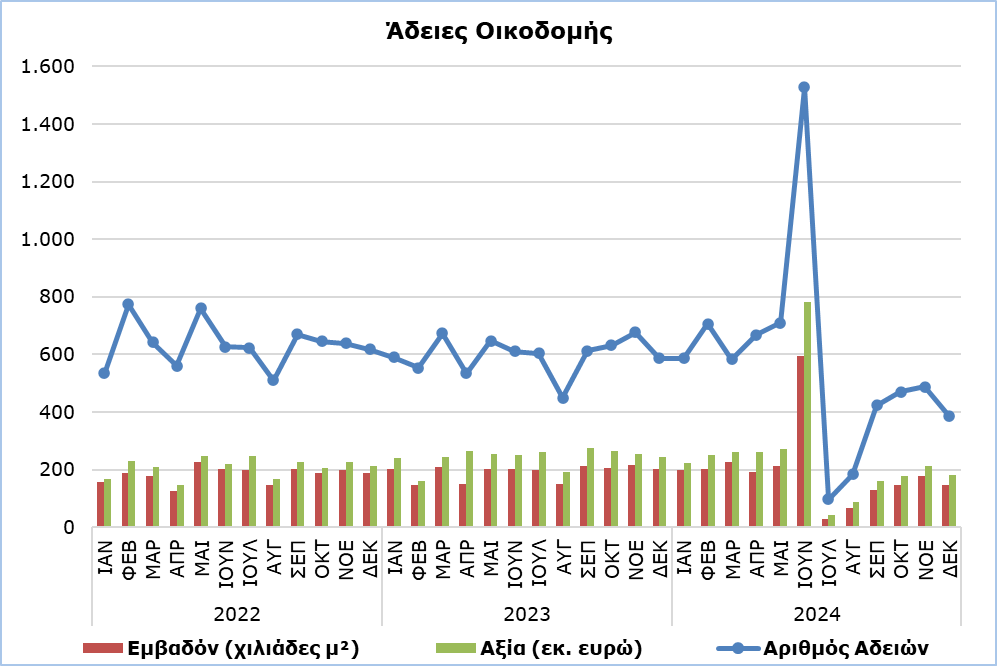 Άδειες Οικοδομής
1.600
1.400
1.200
1.000
800
600
400
200
0
ΙΑΝ ΦΕΒ ΜΑΡ ΑΠΡ ΜΑΙ ΙΟΥΝ ΙΟΥΛ ΑΥΓ ΣΕΠ ΟΚΤ ΝΟΕ ΔΕΚ ΙΑΝ ΦΕΒ ΜΑΡ ΑΠΡ ΜΑΙ ΙΟΥΝ ΙΟΥΛ ΑΥΓ ΣΕΠ ΟΚΤ ΝΟΕ ΔΕΚ ΙΑΝ ΦΕΒ ΜΑΡ ΑΠΡ ΜΑΙ ΙΟΥΝ ΙΟΥΛ ΑΥΓ ΣΕΠ ΟΚΤ ΝΟΕ ΔΕΚ
2022 2023 2024
Εμβαδόν (χιλιάδες μ²) Αξία (εκ. ευρώ) Αριθμός Αδειών